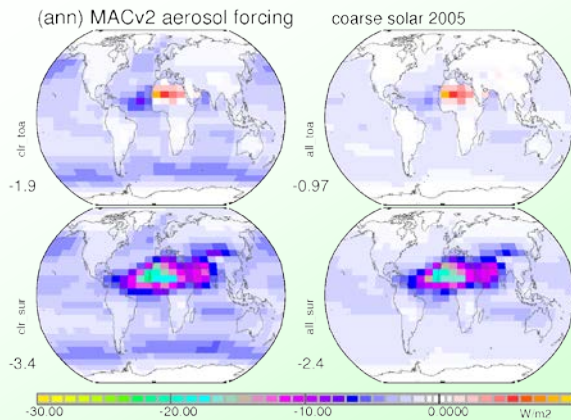 (ann) MACv2 aerosol forcing
coarse solar 2005
clr toa
-1.9
all toa
-0.97
clr sur
-3.4
all sur
-2.4
-30.00 -20.00 -10.00 0.0000 W/m2